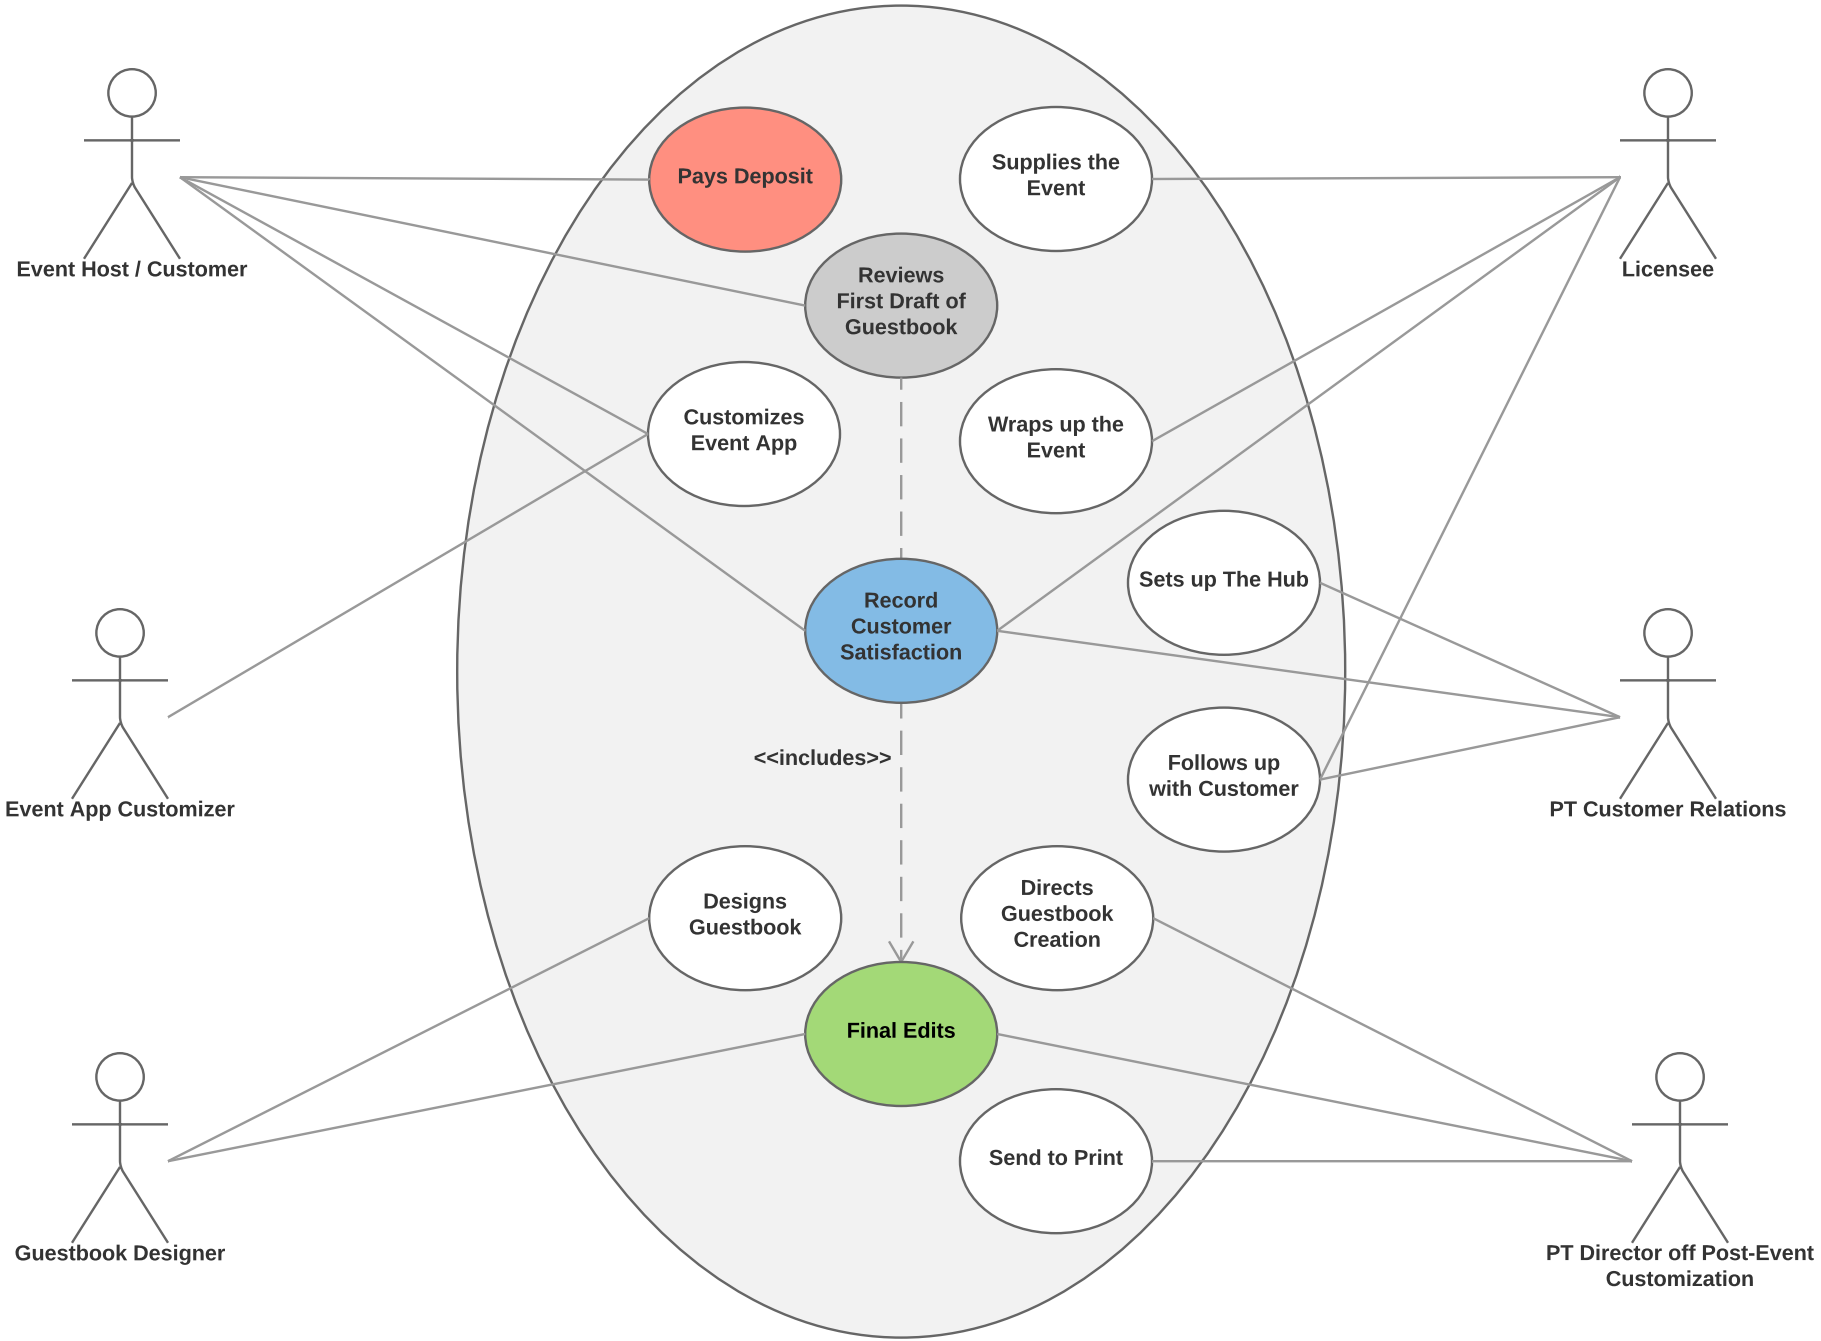 Pays Deposit
Supplies the
Event
Event Host / Customer
Licensee
Reviews
First Draft of
Guestbook
Customizes
Event App
Wraps up the
Event
Sets up The Hub
Record
Customer
Satisfaction
<<includes>>
Follows up
with Customer
Event App Customizer
PT Customer Relations
Designs
Guestbook
Directs
Guestbook
Creation
Final Edits
Send to Print
Guestbook Designer
PT Director off Post-Event
Customization